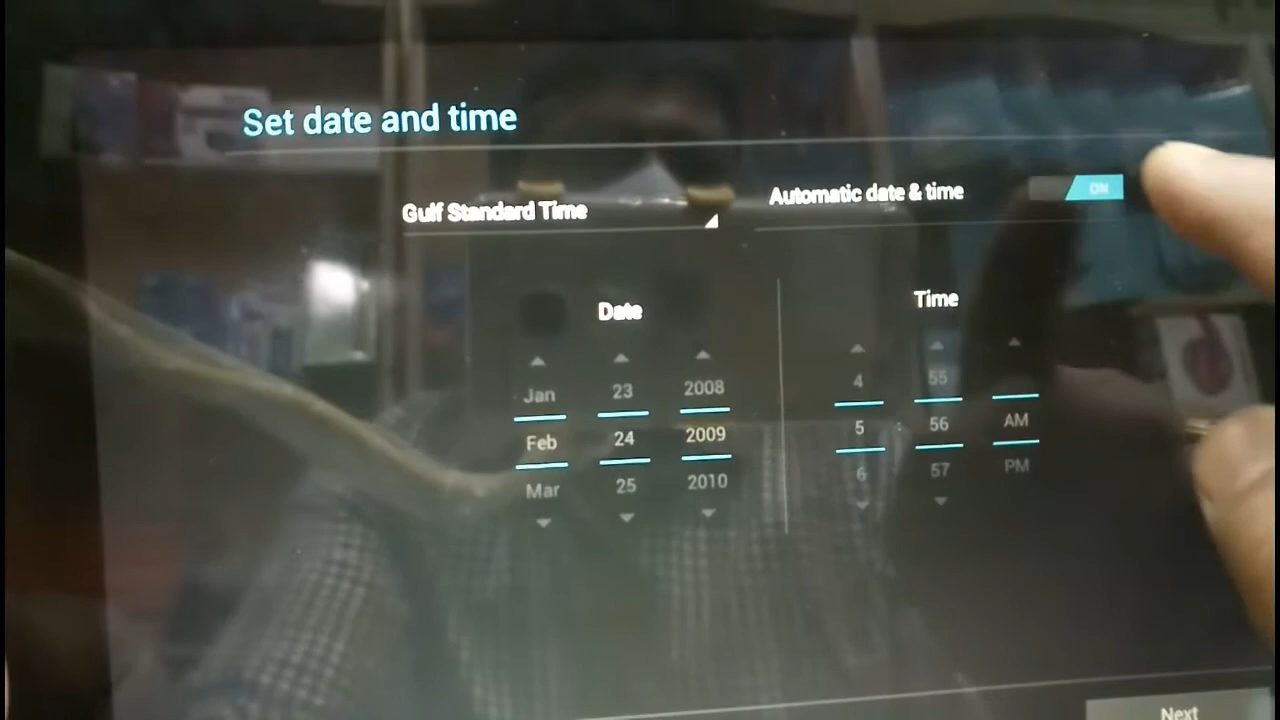 Set date and time
Gulf Standard Time
Automatic date & time ON
Date
Time
Jan 23 2008
4 55
Feb 24 2009
5 : 56 AM
Mar 25 2010
6 57 PM
Next